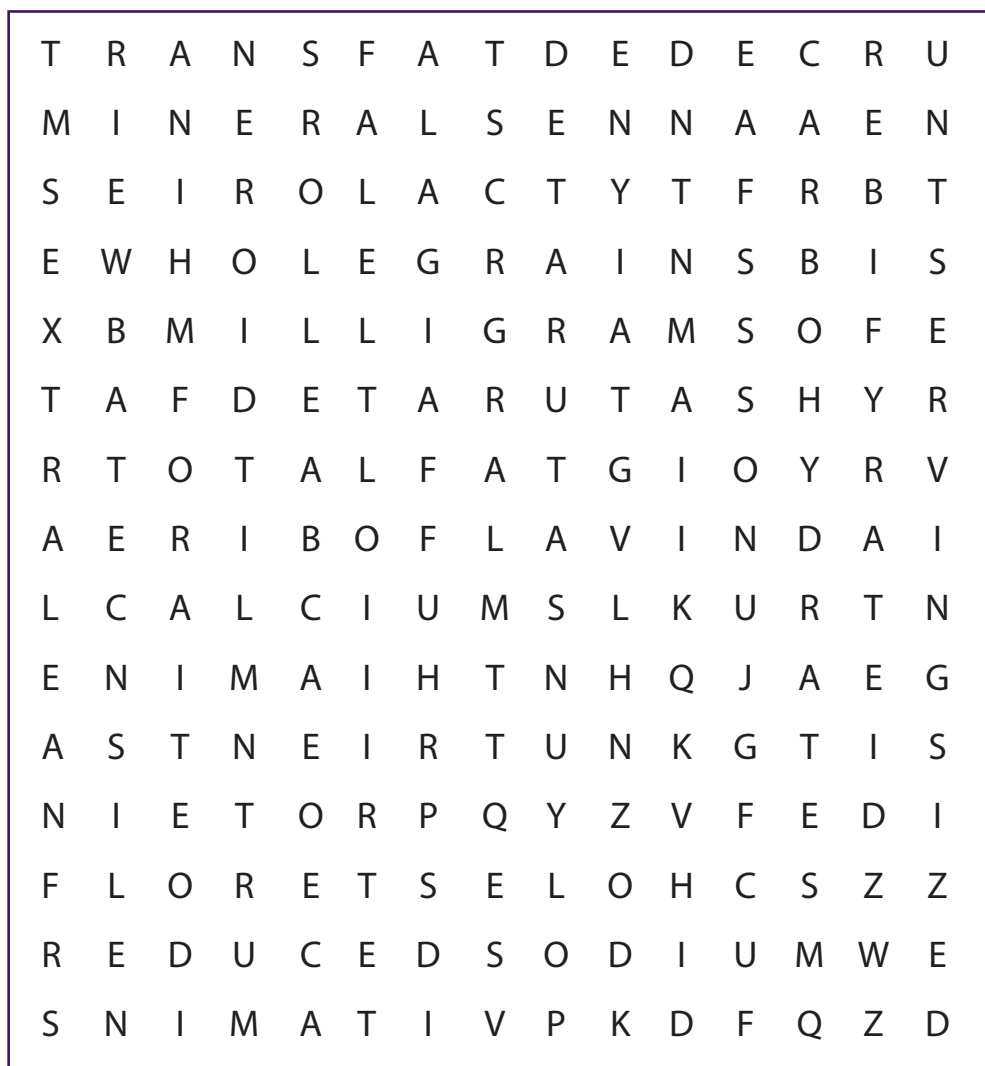 T R A N S F A T D E D E C R U
M I N E R A L S E N N A A E N
S E I R O L A C T Y T F R B T
E W H O L E G R A I N S B I S
X B M I L L I G R A M S O F E
T A F D E T A R U T A S H Y R
R T O T A L F A T G I O Y R V
A E R I B O F L A V I N D A I
L C A L C I U M S L K U R T N
E N I M A I H T N H Q J A E G
A S T N E I R T U N K G T I S
N I E T O R P Q Y Z V F E D I
F L O R E T S E L O H C S Z Z
R E D U C E D S O D I U M W E
S N I M A T I V P K D F Q Z D